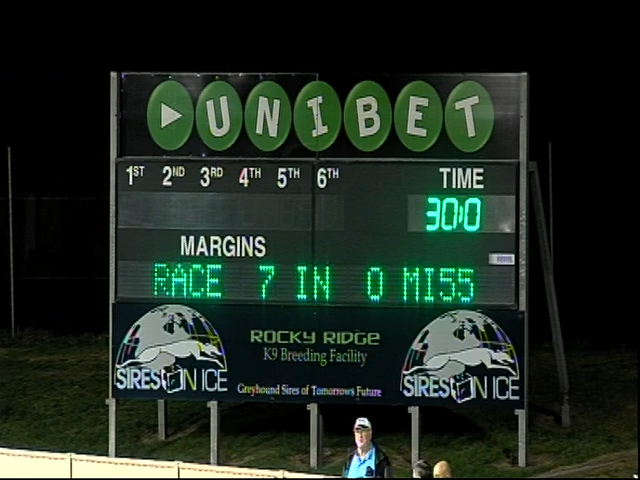 UNIBET
1ST 2ND 3RD 4TH 5TH 6TH TIME
30:0
MARGINS
RACE 7 IN 0 MISS
ROCKY RIDGE
K9 Breeding Facility
SIRES ON ICE
Greyhound Sires of Tomorrows Future
SIRES ON ICE